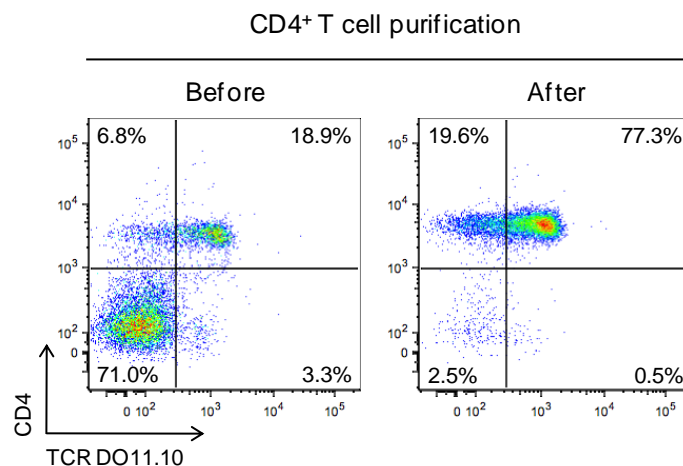 CD4⁺ T cell purification
Before
After
6.8% 18.9%
19.6% 77.3%
10⁵
10⁴
10³
10²
0
71.0% 3.3%
10⁵
10⁴
10³
10²
0
2.5% 0.5%
0 10² 10³ 10⁴ 10⁵
0 10² 10³ 10⁴ 10⁵
CD4
TCR DO11.10